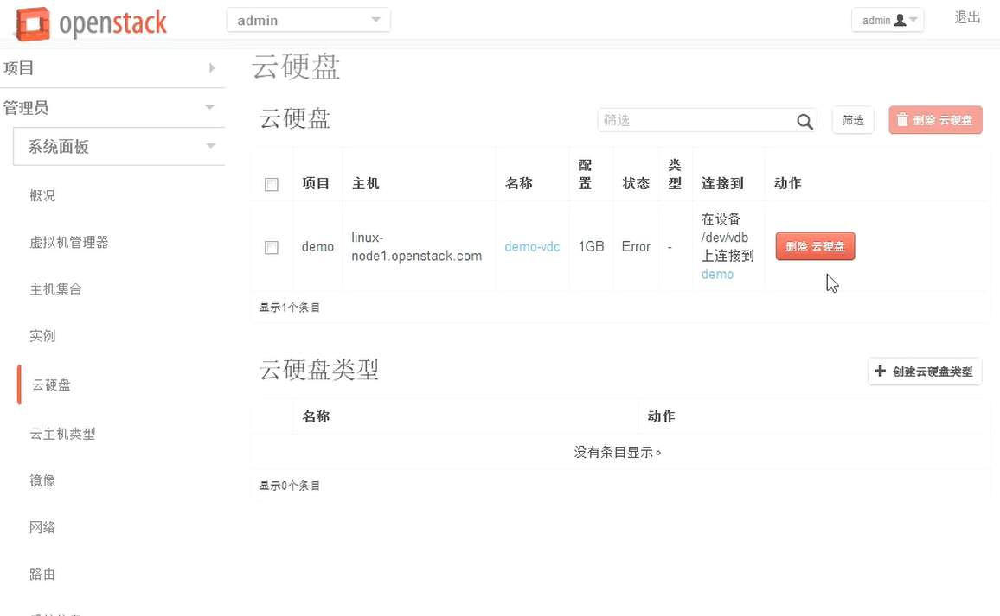 openstack
admin
admin
退出
项目
管理员
系统面板
概况
虚拟机管理器
主机集合
实例
云硬盘
云主机类型
镜像
网络
路由
云硬盘
云硬盘
筛选
筛选
删除 云硬盘
项目
主机
名称
配
置
状态
类
型
连接到
动作
demo
linux-
node1.openstack.com
demo-vdc
1GB
Error
-
在设备
/dev/vdb
上连接到
demo
删除 云硬盘
显示1个条目
云硬盘类型
创建云硬盘类型
名称
动作
没有条目显示。
显示0个条目